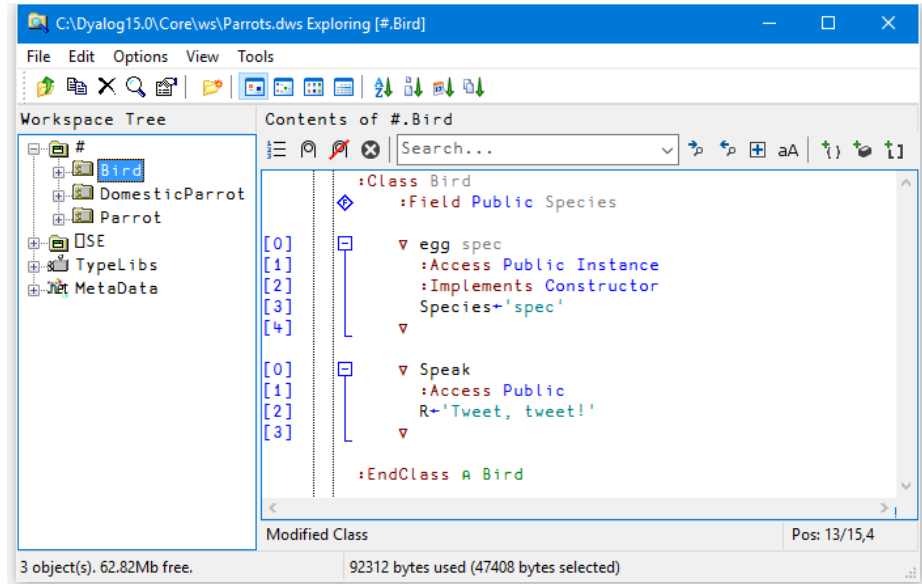 C:\Dyalog15.0\Core\ws\Parrots.dws Exploring [#.Bird]
File Edit Options View Tools
Workspace Tree
Contents of #.Bird
#
Bird
DomesticParrot
Parrot
⎕SE
TypeLibs
.Net MetaData
Search...
aA
:Class Bird
:Field Public Species
[0] ∇ egg spec
[1] :Access Public Instance
[2] :Implements Constructor
[3] Species←'spec'
[4] ∇
[0] ∇ Speak
[1] :Access Public
[2] R←'Tweet, tweet!'
[3] ∇
:EndClass ⍝ Bird
Modified Class
Pos: 13/15,4
3 object(s). 62.82Mb free.
92312 bytes used (47408 bytes selected)